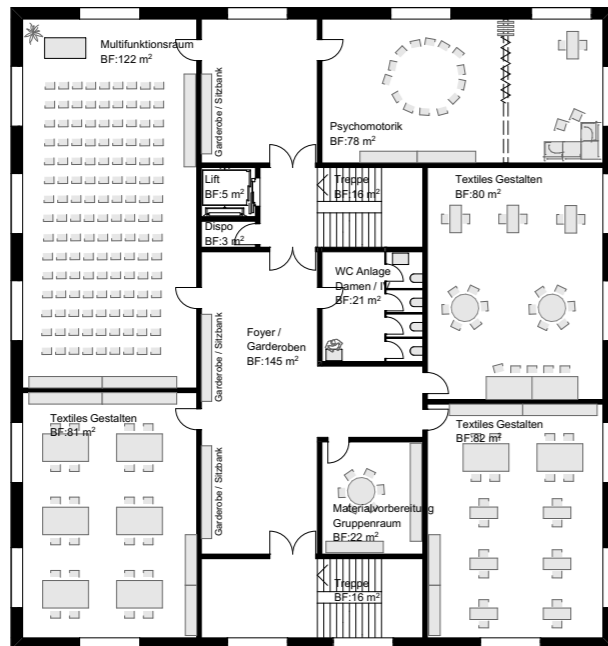 Multifunktionsraum
BF:122 m²
Garderobe / Sitzbank
Psychomotorik
BF:78 m²
Lift
BF:5 m²
Treppe
BF:16 m²
Textiles Gestalten
BF:80 m²
Dispo
BF:3 m²
WC Anlage
Damen / IV
BF:21 m²
Foyer /
Garderoben
BF:145 m²
Garderobe / Sitzbank
Textiles Gestalten
BF:81 m²
Textiles Gestalten
BF:82 m²
Garderobe / Sitzbank
Materialvorbereitung
Gruppenraum
BF:22 m²
Treppe
BF:16 m²